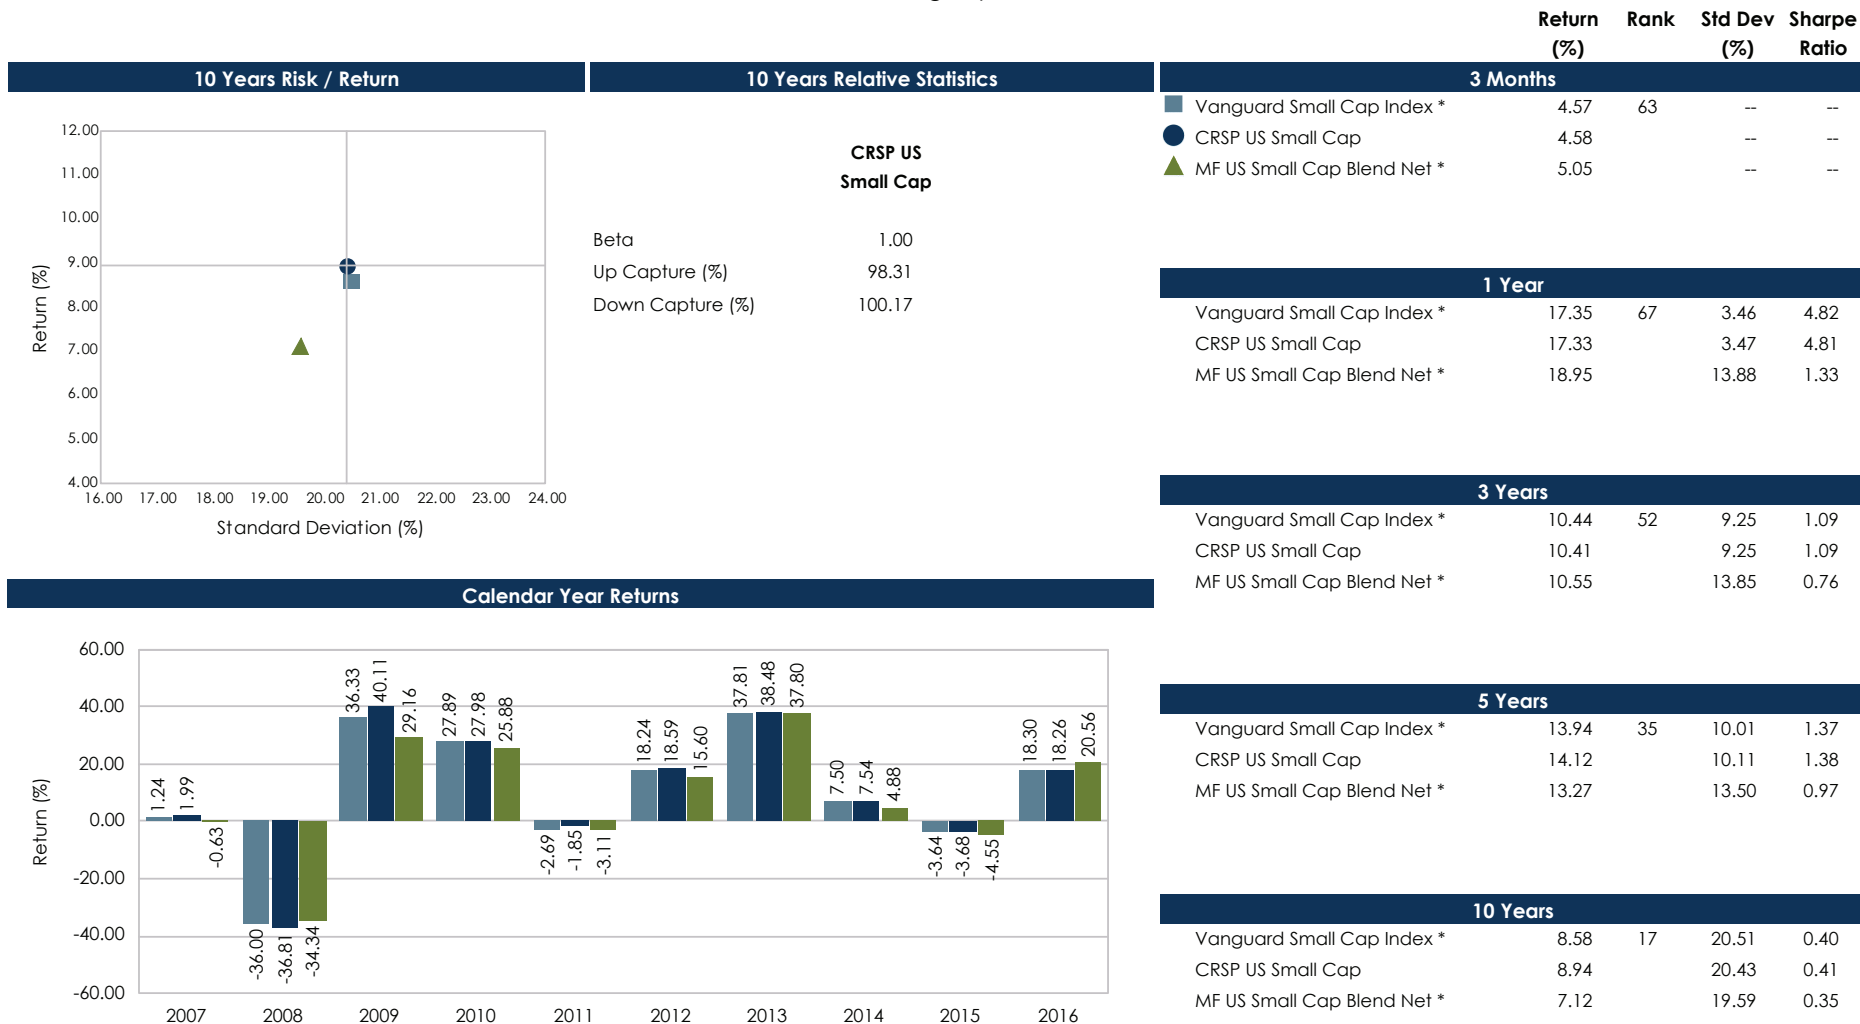 Return Rank Std Dev Sharpe
(%) (%) Ratio
10 Years Risk / Return
12.00
11.00
10.00
9.00
8.00
7.00
6.00
5.00
4.00
Return (%)
16.00 17.00 18.00 19.00 20.00 21.00 22.00 23.00 24.00
Standard Deviation (%)
10 Years Relative Statistics
CRSP US
Small Cap
Beta 1.00
Up Capture (%) 98.31
Down Capture (%) 100.17
3 Months
Vanguard Small Cap Index * 4.57 63 -- --
CRSP US Small Cap 4.58 -- --
MF US Small Cap Blend Net * 5.05 -- --
1 Year
Vanguard Small Cap Index * 17.35 67 3.46 4.82
CRSP US Small Cap 17.33 3.47 4.81
MF US Small Cap Blend Net * 18.95 13.88 1.33
3 Years
Vanguard Small Cap Index * 10.44 52 9.25 1.09
CRSP US Small Cap 10.41 9.25 1.09
MF US Small Cap Blend Net * 10.55 13.85 0.76
5 Years
Vanguard Small Cap Index * 13.94 35 10.01 1.37
CRSP US Small Cap 14.12 10.11 1.38
MF US Small Cap Blend Net * 13.27 13.50 0.97
10 Years
Vanguard Small Cap Index * 8.58 17 20.51 0.40
CRSP US Small Cap 8.94 20.43 0.41
MF US Small Cap Blend Net * 7.12 19.59 0.35
Calendar Year Returns
60.00
40.00
20.00
0.00
-20.00
-40.00
-60.00
Return (%)
1.24 1.99 -0.63
-36.00 -36.81 -34.34
36.33 40.11 29.16
27.89 27.98 25.88
-2.69 -1.85 -3.11
18.24 18.59 15.60
37.81 38.48 37.80
7.50 7.54 4.88
-3.64 -3.68 -4.55
18.30 18.26 20.56
2007 2008 2009 2010 2011 2012 2013 2014 2015 2016